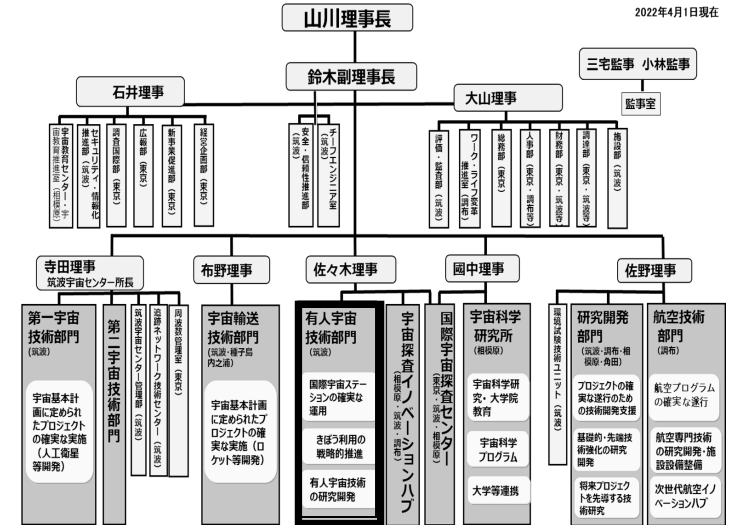 2022年4月1日現在
山川理事長
鈴木副理事長
三宅監事 小林監事
監事室
石井理事
大山理事
宇宙教育センター・宇
宙教育推進室(相模原)
セキュリティ・情報化
推進部(筑波)
調査国際部(東京)
広報部(東京)
新事業促進部(東京)
経営企画部(東京)
安全・信頼性推進部
(筑波)
チーフエンジニア室
(筑波)
評価・監査部(筑波)
ワーク・ライフ変革
推進室(調布)
総務部(東京)
人事部(東京・調布等)
財務部(東京・筑波等)
調達部(東京・筑波等)
施設部(筑波)
寺田理事
筑波宇宙センター所長
布野理事
佐々木理事
國中理事
佐野理事
第一宇宙
技術部門
(筑波)
宇宙基本計
画に定められ
たプロジェクト
の確実な実施
(人工衛星
等開発)
第二宇宙技術部門
筑波宇宙センター管理部(筑波)
追跡ネットワーク技術センター(筑波)
周波数管理室(東京)
宇宙輸送
技術部門
(筑波・種子島
内之浦)
宇宙基本計画
に定められたプ
ロジェクトの確
実な実施(ロ
ケット等開発)
有人宇宙
技術部門
(筑波)
国際宇宙ステー
ションの確実な
運用
きぼう利用の
戦略的推進
有人宇宙技術
の研究開発
宇宙探査イノベーションハブ
(相模原・筑波・調布)
国際宇宙探査センター
(東京・筑波・相模原)
宇宙科学
研究所
(相模原)
宇宙科学研
究・大学院
教育
宇宙科学
プログラム
大学等連携
環境試験技術ユニット(筑波)
研究開発
部門
(筑波・調布・相
模原・角田)
プロジェクトの確
実な遂行のため
の技術開発支援
基礎的・先端技
術強化の研究
開発
将来プロジェク
トを先導する技
術研究
航空技術
部門
(調布)
航空プログラム
の確実な遂行
航空専門技術
の研究開発・施
設設備整備
次世代航空イノ
ベーションハブ